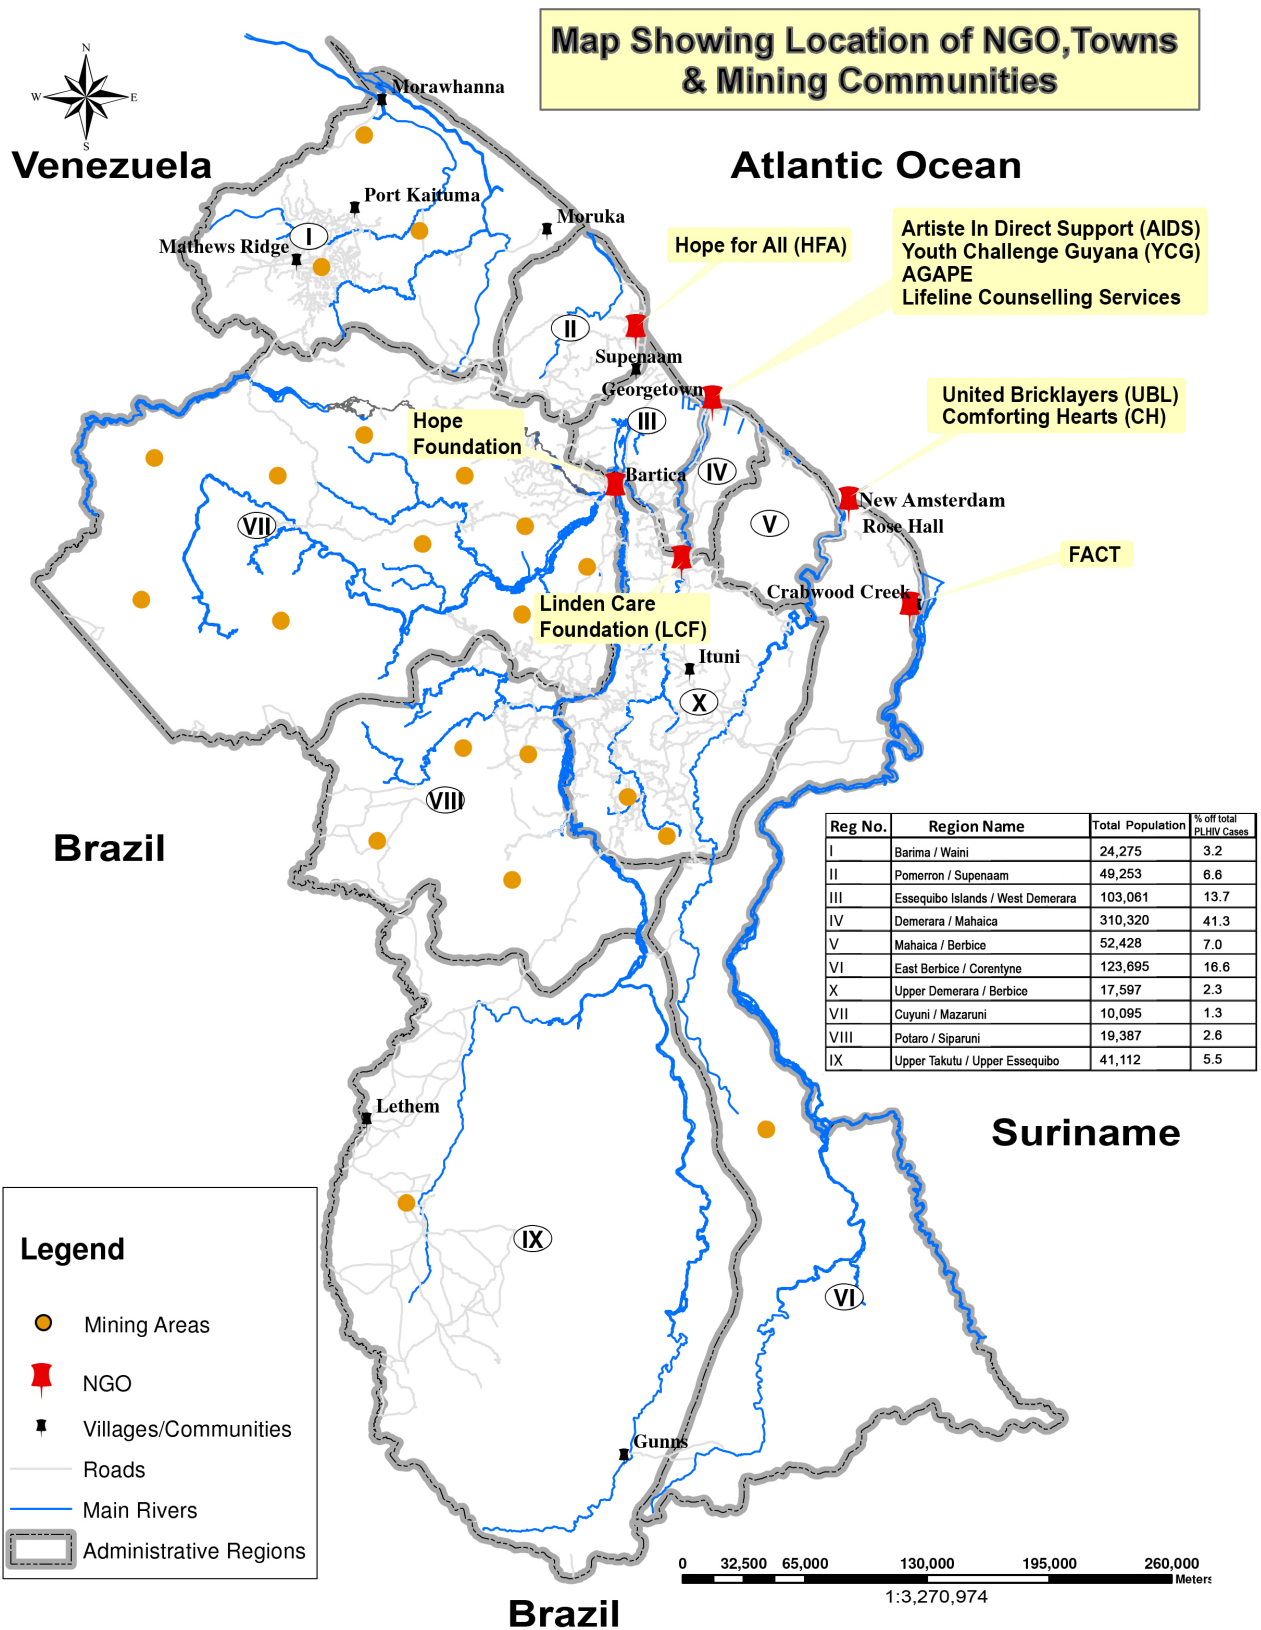 Map Showing Location of NGO,Towns
& Mining Communities
N
W
E
S
Morawhanna
Venezuela
Atlantic Ocean
Port Kaituma
Moruka
Mathews Ridge
I
Hope for All (HFA)
Artiste In Direct Support (AIDS)
Youth Challenge Guyana (YCG)
AGAPE
Lifeline Counselling Services
II
Supenaam
Georgetown
United Bricklayers (UBL)
Comforting Hearts (CH)
Hope
Foundation
III
Bartica
IV
New Amsterdam
Rose Hall
V
VII
FACT
Crabwood Creek
Linden Care
Foundation (LCF)
Ituni
X
VIII
Brazil
Reg No. Region Name Total Population % off total PLHIV Cases
I Barima / Waini 24,275 3.2
II Pomerron / Supenaam 49,253 6.6
III Essequibo Islands / West Demerara 103,061 13.7
IV Demerara / Mahaica 310,320 41.3
V Mahaica / Berbice 52,428 7.0
VI East Berbice / Corentyne 123,695 16.6
X Upper Demerara / Berbice 17,597 2.3
VII Cuyuni / Mazaruni 10,095 1.3
VIII Potaro / Siparuni 19,387 2.6
IX Upper Takutu / Upper Essequibo 41,112 5.5
Lethem
Suriname
IX
VI
Legend
Mining Areas
NGO
Villages/Communities
Roads
Main Rivers
Administrative Regions
Gunns
0 32,500 65,000 130,000 195,000 260,000
Meters
1:3,270,974
Brazil